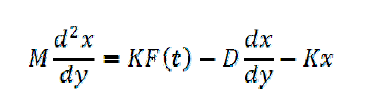 M d²x/dy = KF(t) − D dx/dy − Kx